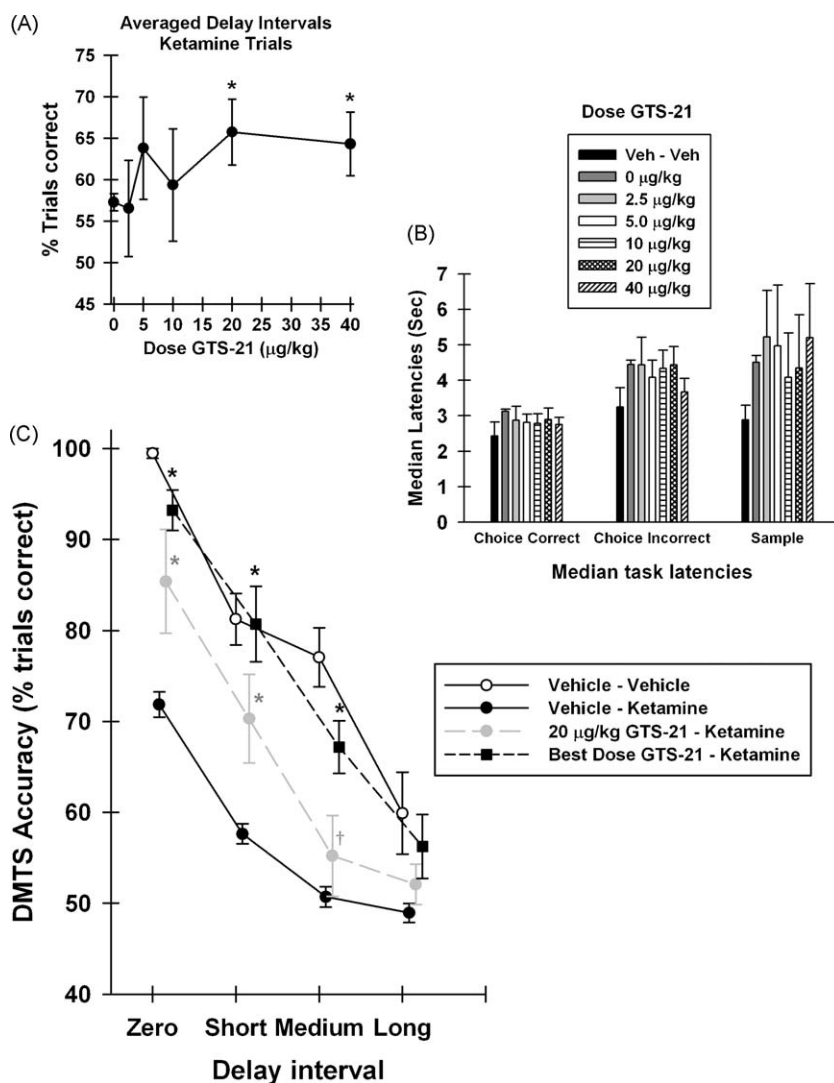 (A)
Averaged Delay Intervals
Ketamine Trials
75
70
65
60
55
50
45
% Trials correct
* *
0 5 10 15 20 25 30 35 40
Dose GTS-21 (μg/kg)
Dose GTS-21
Veh - Veh
0 μg/kg
2.5 μg/kg
5.0 μg/kg
10 μg/kg
20 μg/kg
40 μg/kg
(B)
7
6
5
4
3
2
1
0
Median Latencies (Sec)
Choice Correct Choice Incorrect Sample
Median task latencies
(C)
100
90
80
70
60
50
40
DMTS Accuracy (% trials correct)
*
*
*
*
*
†
Zero Short Medium Long
Delay interval
Vehicle - Vehicle
Vehicle - Ketamine
20 μg/kg GTS-21 - Ketamine
Best Dose GTS-21 - Ketamine